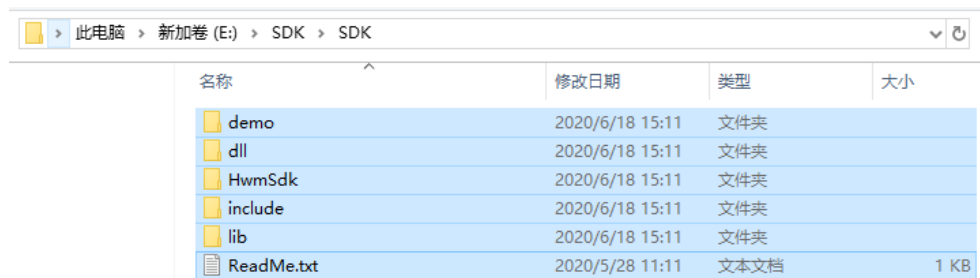 此电脑 › 新加卷 (E:) › SDK › SDK
名称 修改日期 类型 大小
demo 2020/6/18 15:11 文件夹
dll 2020/6/18 15:11 文件夹
HwmSdk 2020/6/18 15:11 文件夹
include 2020/6/18 15:11 文件夹
lib 2020/6/18 15:11 文件夹
ReadMe.txt 2020/5/28 11:11 文本文档 1 KB